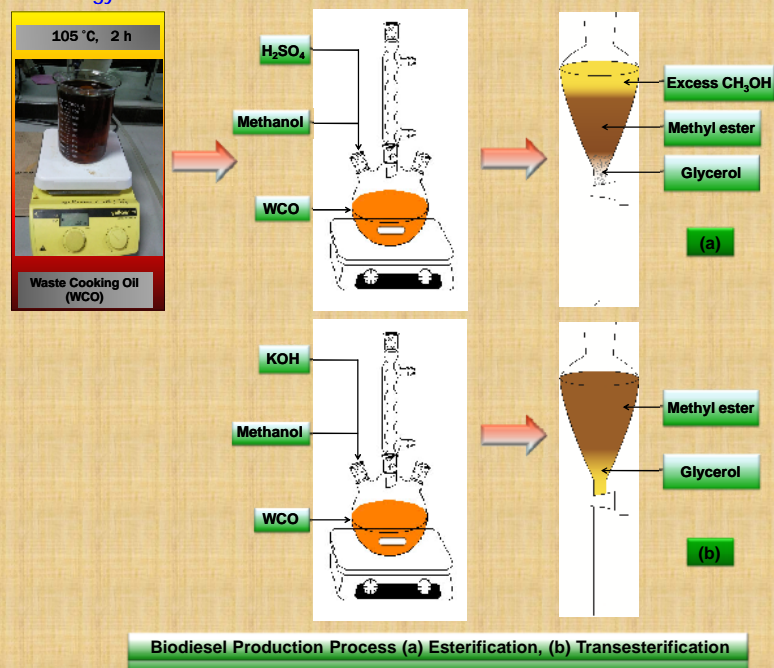 105 ˚C, 2 h
Waste Cooking Oil
(WCO)
H₂SO₄
Methanol
WCO
Excess CH₃OH
Methyl ester
Glycerol
(a)
KOH
Methanol
WCO
Methyl ester
Glycerol
(b)
Biodiesel Production Process (a) Esterification, (b) Transesterification